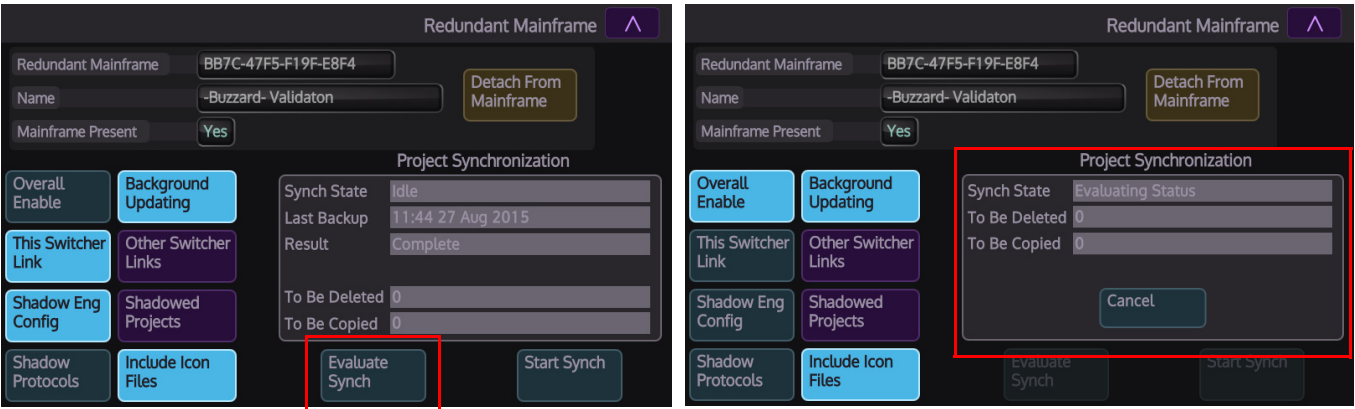 Redundant Mainframe
Redundant Mainframe BB7C-47F5-F19F-E8F4
Name -Buzzard- Validaton
Mainframe Present Yes
Detach From
Mainframe
Project Synchronization
Overall
Enable
Background
Updating
This Switcher
Link
Other Switcher
Links
Shadow Eng
Config
Shadowed
Projects
Shadow
Protocols
Include Icon
Files
Synch State Idle
Last Backup 11:44 27 Aug 2015
Result Complete
To Be Deleted 0
To Be Copied 0
Evaluate
Synch
Start Synch
Redundant Mainframe
Redundant Mainframe BB7C-47F5-F19F-E8F4
Name -Buzzard- Validaton
Mainframe Present Yes
Detach From
Mainframe
Project Synchronization
Overall
Enable
Background
Updating
This Switcher
Link
Other Switcher
Links
Shadow Eng
Config
Shadowed
Projects
Shadow
Protocols
Include Icon
Files
Synch State Evaluating Status
To Be Deleted 0
To Be Copied 0
Cancel
Evaluate
Synch
Start Synch